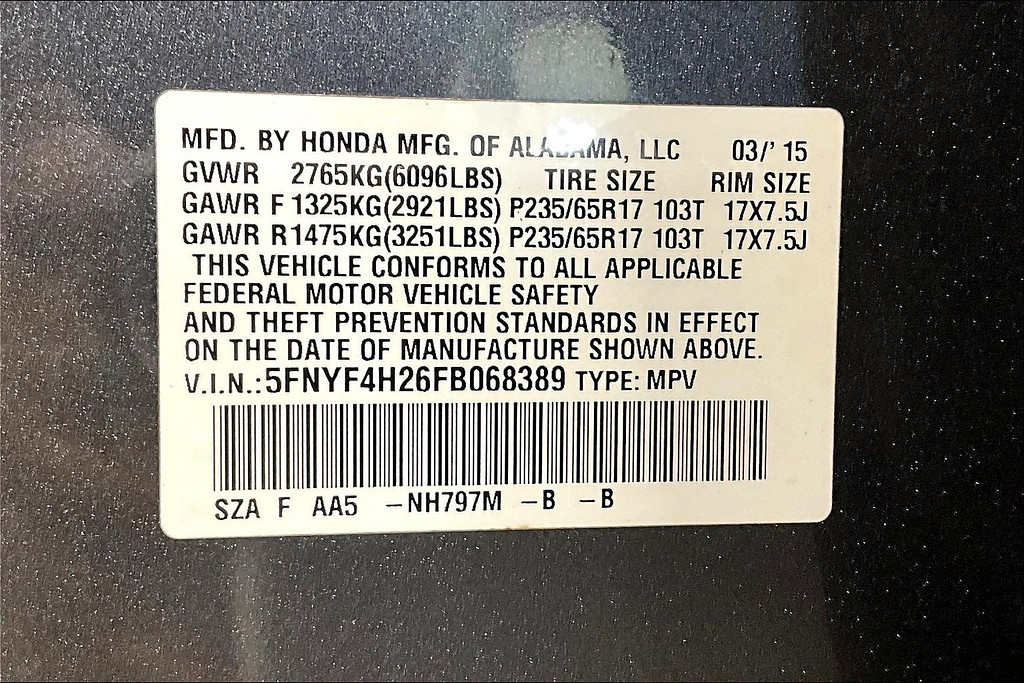 MFD. BY HONDA MFG. OF ALABAMA, LLC 03/' 15
GVWR 2765KG(6096LBS) TIRE SIZE RIM SIZE
GAWR F 1325KG(2921LBS) P235/65R17 103T 17X7.5J
GAWR R1475KG(3251LBS) P235/65R17 103T 17X7.5J
THIS VEHICLE CONFORMS TO ALL APPLICABLE
FEDERAL MOTOR VEHICLE SAFETY
AND THEFT PREVENTION STANDARDS IN EFFECT
ON THE DATE OF MANUFACTURE SHOWN ABOVE.
V.I.N.:5FNYF4H26FB068389 TYPE: MPV
SZA F AA5 -NH797M -B -B